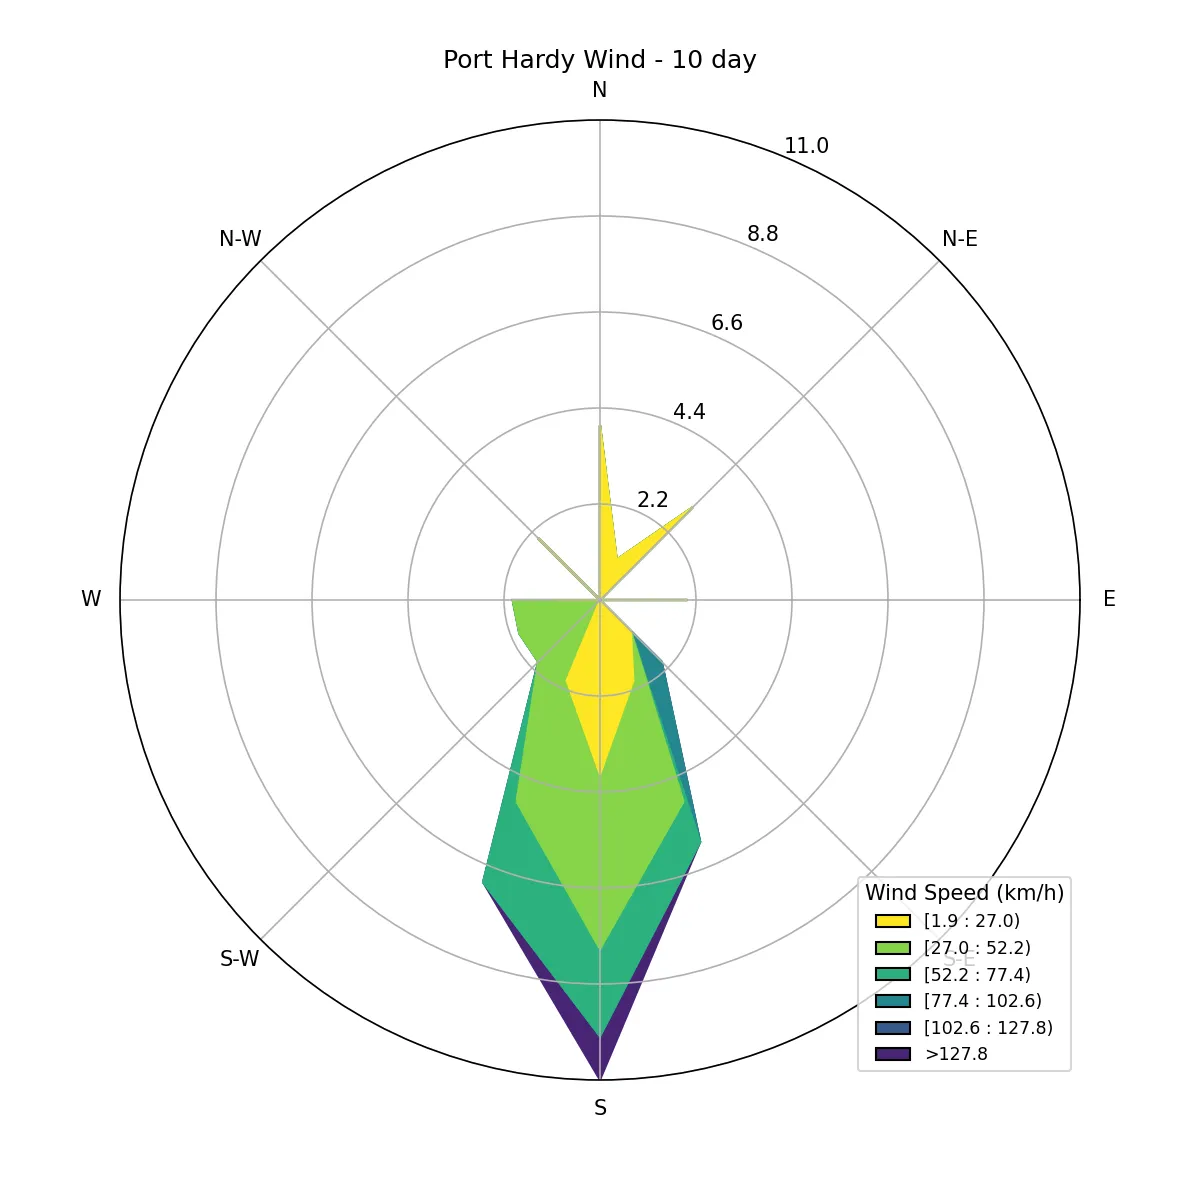 Port Hardy Wind - 10 day
N
11.0
N-W
8.8
N-E
6.6
4.4
2.2
W
E
S-W
S-E
S
Wind Speed (km/h)
[1.9 : 27.0)
[27.0 : 52.2)
[52.2 : 77.4)
[77.4 : 102.6)
[102.6 : 127.8)
>127.8